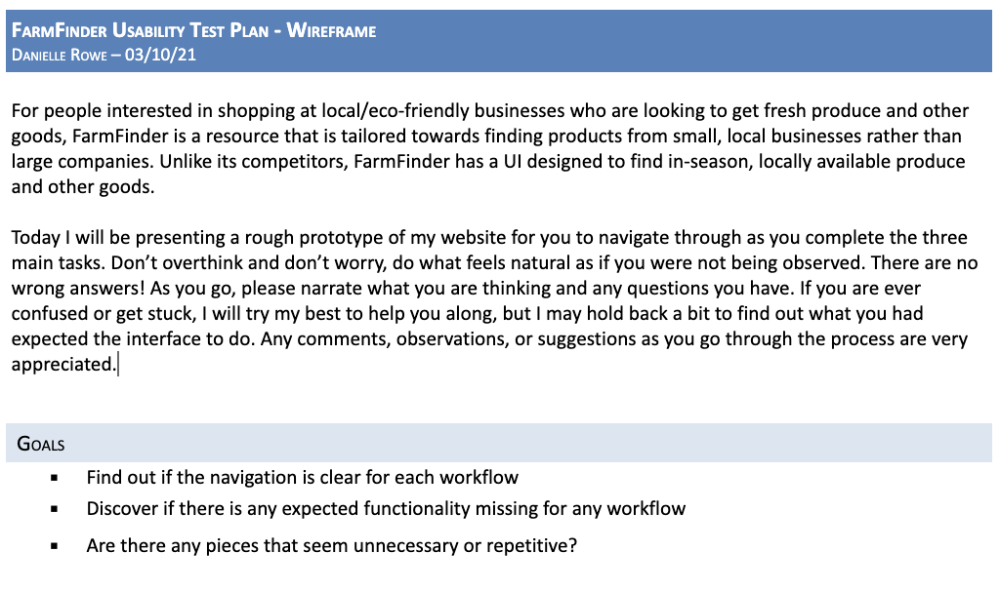 FarmFinder Usability Test Plan - Wireframe
Danielle Rowe – 03/10/21
For people interested in shopping at local/eco-friendly businesses who are looking to get fresh produce and other
goods, FarmFinder is a resource that is tailored towards finding products from small, local businesses rather than
large companies. Unlike its competitors, FarmFinder has a UI designed to find in-season, locally available produce
and other goods.
Today I will be presenting a rough prototype of my website for you to navigate through as you complete the three
main tasks. Don’t overthink and don’t worry, do what feels natural as if you were not being observed. There are no
wrong answers! As you go, please narrate what you are thinking and any questions you have. If you are ever
confused or get stuck, I will try my best to help you along, but I may hold back a bit to find out what you had
expected the interface to do. Any comments, observations, or suggestions as you go through the process are very
appreciated.
Goals
▪ Find out if the navigation is clear for each workflow
▪ Discover if there is any expected functionality missing for any workflow
▪ Are there any pieces that seem unnecessary or repetitive?